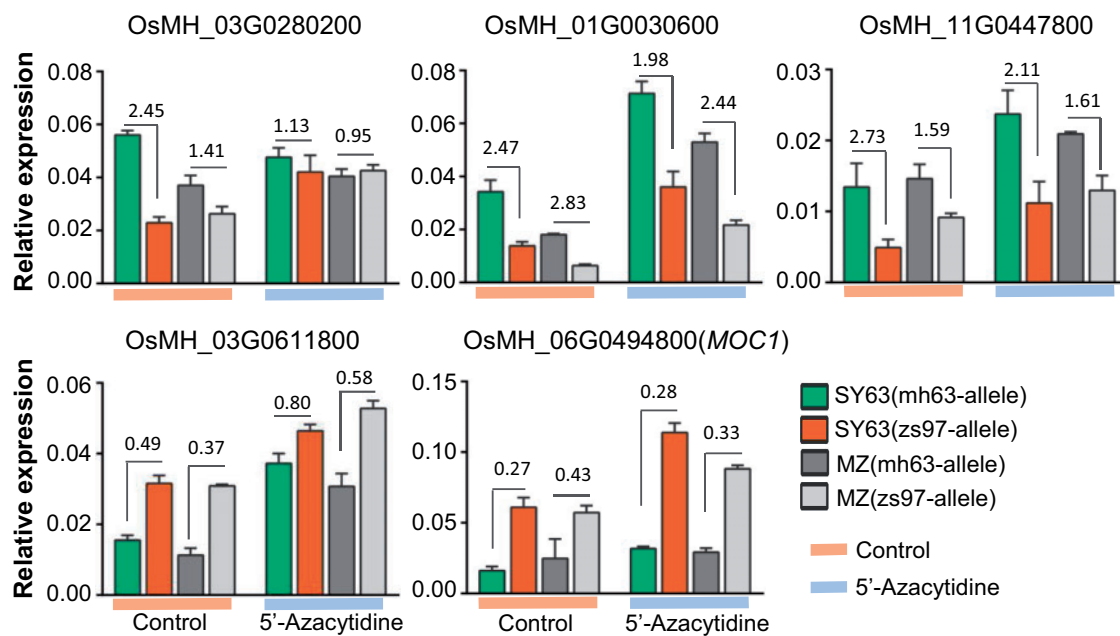 OsMH_03G0280200
OsMH_01G0030600
OsMH_11G0447800
Relative expression
0.08
0.06
0.04
0.02
0.00
2.45
1.41
1.13
0.95
0.08
0.06
0.04
0.02
0.00
2.47
2.83
1.98
2.44
0.03
0.02
0.01
0.00
2.73
1.59
2.11
1.61
OsMH_03G0611800
OsMH_06G0494800(MOC1)
Relative expression
0.06
0.04
0.02
0.00
0.49
0.37
0.80
0.58
Control
5'-Azacytidine
0.15
0.10
0.05
0.00
0.27
0.43
0.28
0.33
Control
5'-Azacytidine
SY63(mh63-allele)
SY63(zs97-allele)
MZ(mh63-allele)
MZ(zs97-allele)
Control
5'-Azacytidine